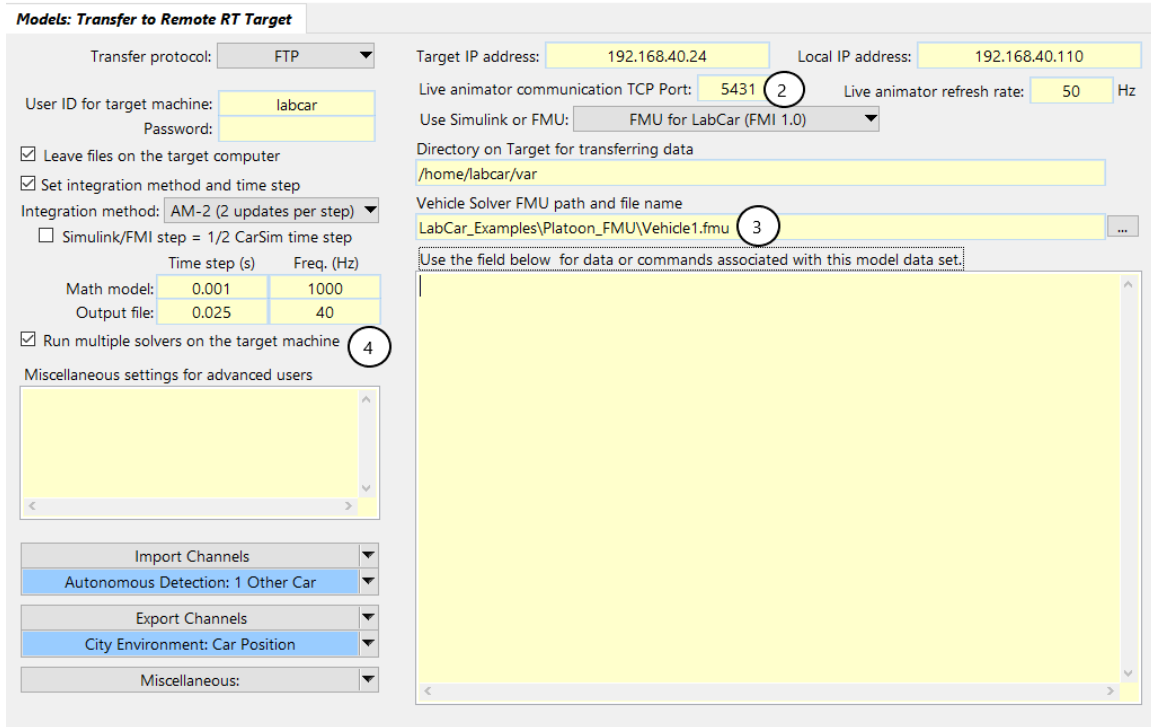 Models: Transfer to Remote RT Target
Transfer protocol: FTP
User ID for target machine: labcar
Password:
Leave files on the target computer
Set integration method and time step
Integration method: AM-2 (2 updates per step)
Simulink/FMI step = 1/2 CarSim time step
Time step (s) Freq. (Hz)
Math model: 0.001 1000
Output file: 0.025 40
Run multiple solvers on the target machine 4
Miscellaneous settings for advanced users
Import Channels
Autonomous Detection: 1 Other Car
Export Channels
City Environment: Car Position
Miscellaneous:
Target IP address: 192.168.40.24 Local IP address: 192.168.40.110
Live animator communication TCP Port: 5431 2 Live animator refresh rate: 50 Hz
Use Simulink or FMU: FMU for LabCar (FMI 1.0)
Directory on Target for transferring data
/home/labcar/var
Vehicle Solver FMU path and file name
LabCar_Examples\Platoon_FMU\Vehicle1.fmu 3 ...
Use the field below  for data or commands associated with this model data set.